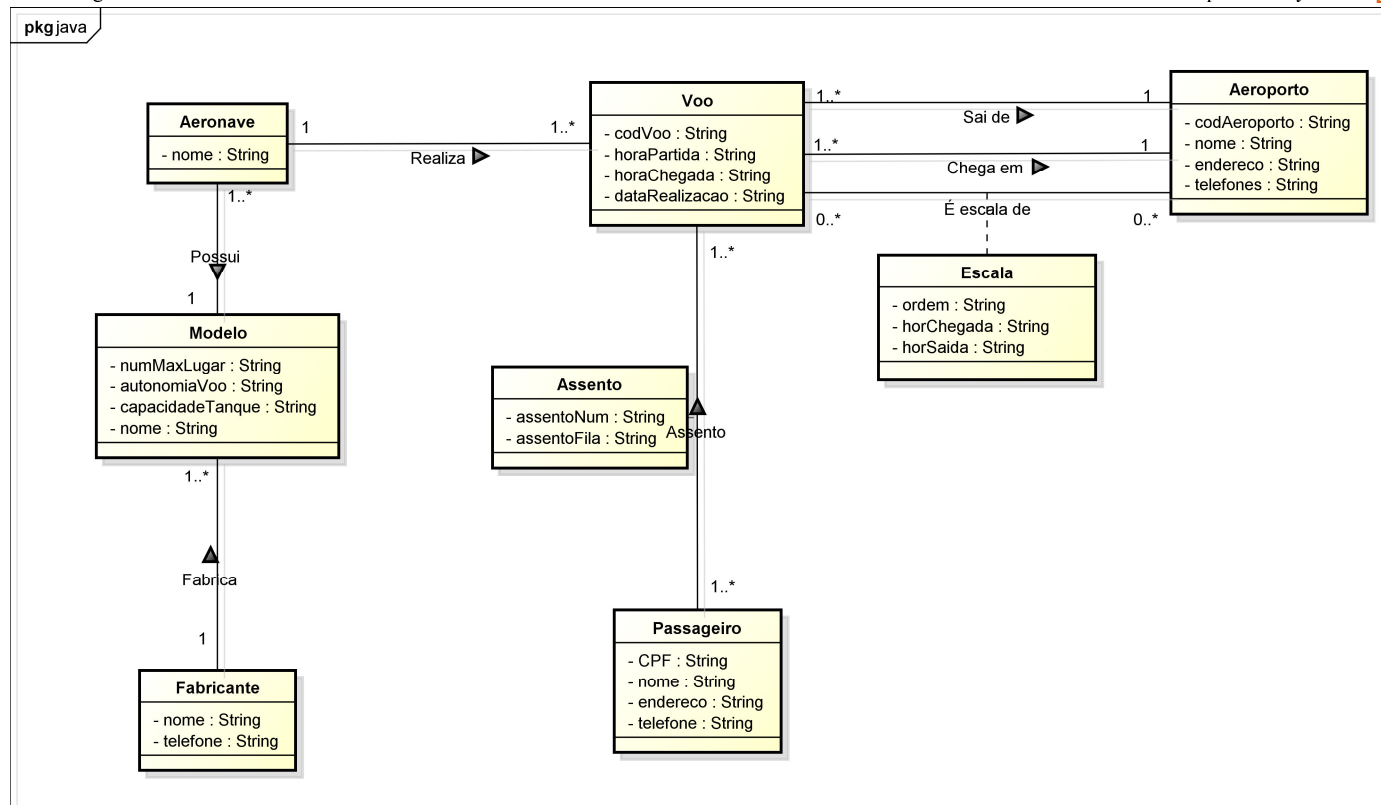 pkg java
Aeronave
- nome : String
1
1..*
Realiza
Voo
- codVoo : String
- horaPartida : String
- horaChegada : String
- dataRealizacao : String
1..*
1
Sai de
1..*
1
Chega em
É escala de
0..*
0..*
Aeroporto
- codAeroporto : String
- nome : String
- endereco : String
- telefones : String
1..*
Possui
1
Modelo
- numMaxLugar : String
- autonomiaVoo : String
- capacidadeTanque : String
- nome : String
1..*
Fabrica
1
Fabricante
- nome : String
- telefone : String
1..*
Assento
- assentoNum : String
- assentoFila : String
Assento
1..*
Passageiro
- CPF : String
- nome : String
- endereco : String
- telefone : String
Escala
- ordem : String
- horChegada : String
- horSaida : String